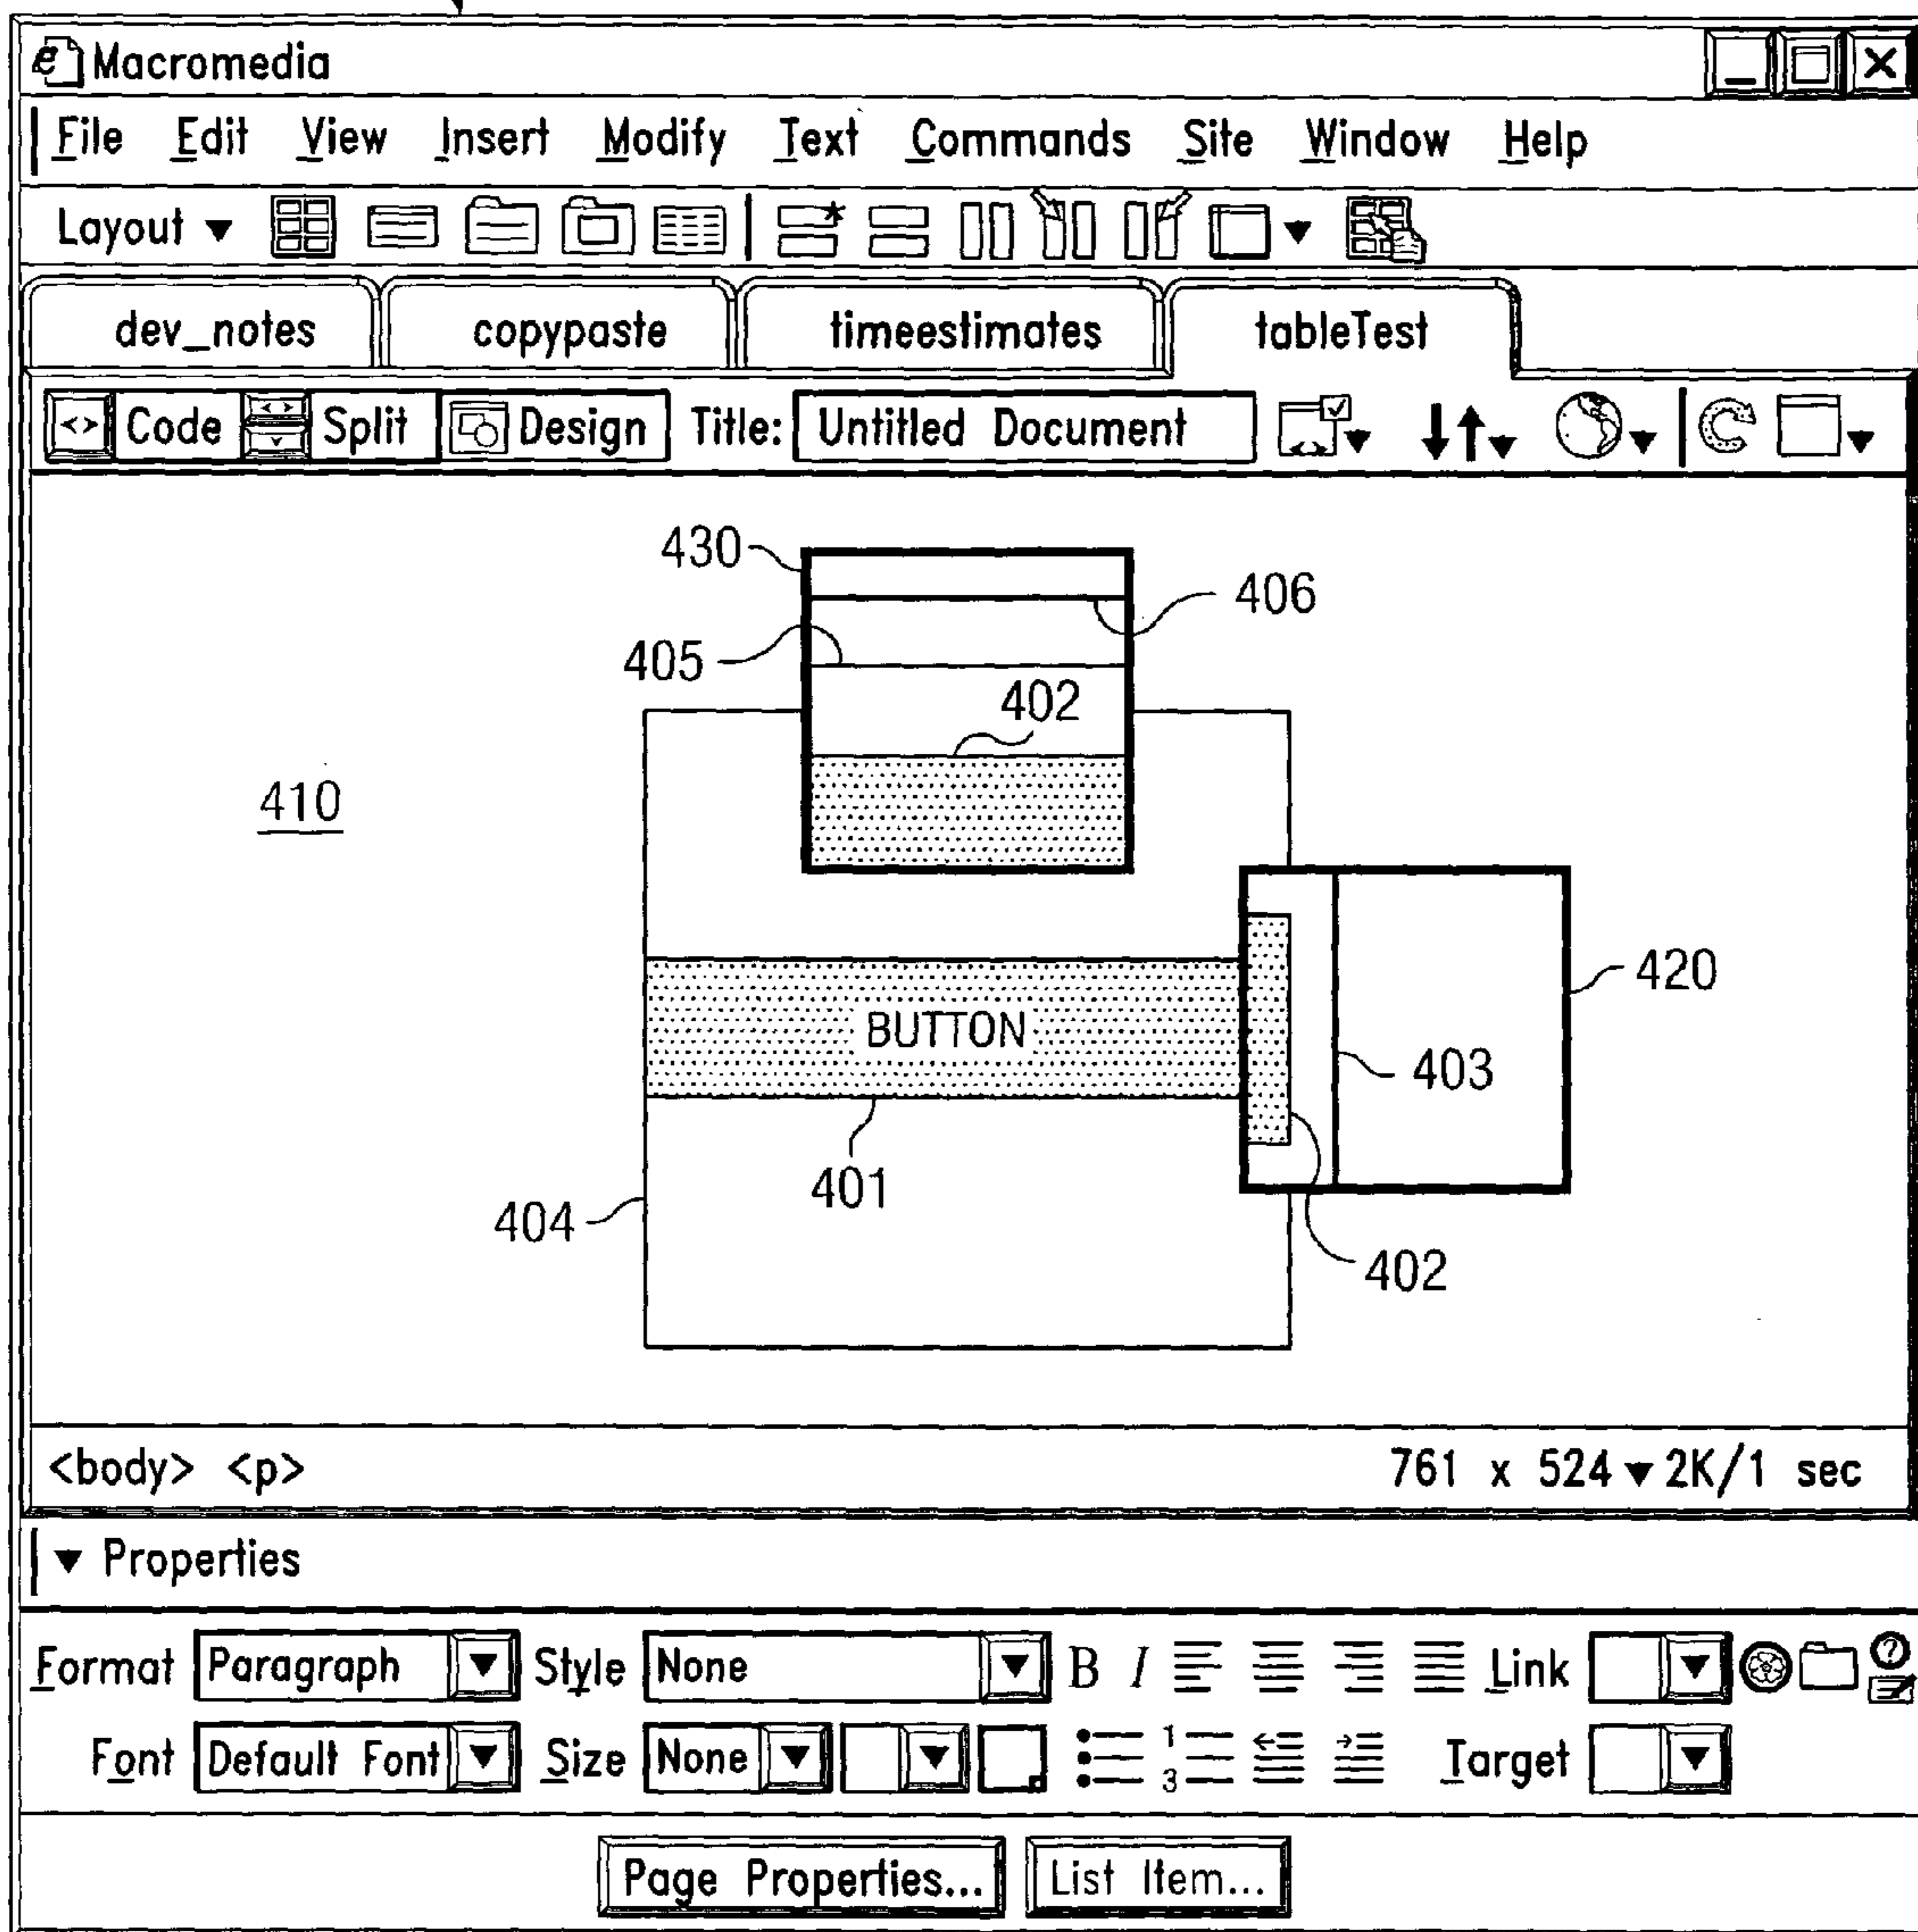 Macromedia
File Edit View Insert Modify Text Commands Site Window Help
Layout
dev_notes copypaste timeestimates tableTest
Code Split Design Title: Untitled Document
430
406
405
402
410
420
BUTTON
403
401
404
402
<body> <p> 761 x 524 2K/1 sec
Properties
Format Paragraph Style None B I Link
Font Default Font Size None 1 3 Target
Page Properties... List Item...